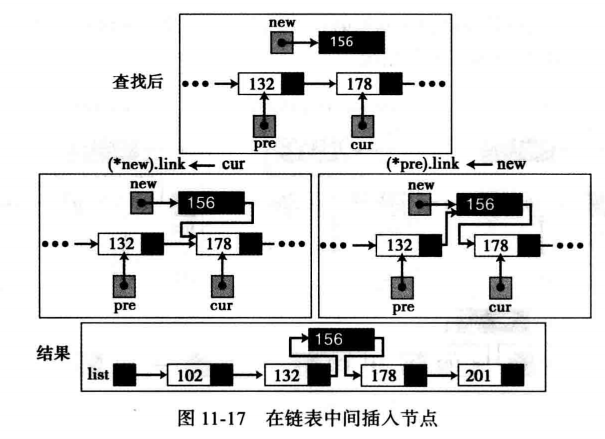 new
156
查找后
132 178
pre cur
(*new).link ← cur
(*pre).link ← new
new
156
132 178
pre cur
new
156
132 178
pre cur
结果
156
list 102 132 178 201
图 11-17 在链表中间插入节点